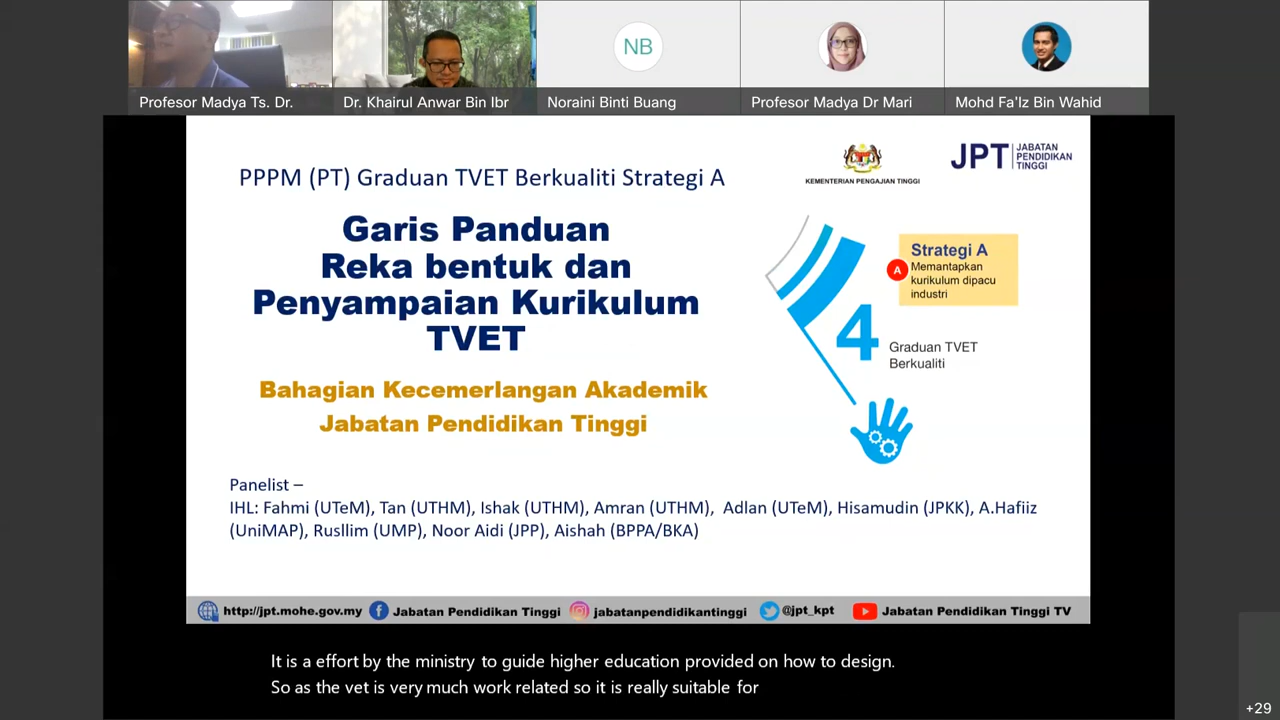 Profesor Madya Ts. Dr.
Dr. Khairul Anwar Bin Ibr
NB
Noraini Binti Buang
Profesor Madya Dr Mari
Mohd Fa'Iz Bin Wahid
PPPM (PT) Graduan TVET Berkualiti Strategi A
KEMENTERIAN PENGAJIAN TINGGI
JPT
JABATAN
PENDIDIKAN
TINGGI
Garis Panduan
Reka bentuk dan
Penyampaian Kurikulum
TVET
Strategi A
A
Memantapkan
kurikulum dipacu
industri
4
Graduan TVET
Berkualiti
Bahagian Kecemerlangan Akademik
Jabatan Pendidikan Tinggi
Panelist –
IHL: Fahmi (UTeM), Tan (UTHM), Ishak (UTHM), Amran (UTHM), Adlan (UTeM), Hisamudin (JPKK), A.Hafiiz
(UniMAP), Rusllim (UMP), Noor Aidi (JPP), Aishah (BPPA/BKA)
http://jpt.mohe.gov.my Jabatan Pendidikan Tinggi jabatanpendidikantinggi @jpt_kpt Jabatan Pendidikan Tinggi TV
It is a effort by the ministry to guide higher education provided on how to design.
So as the vet is very much work related so it is really suitable for
+29